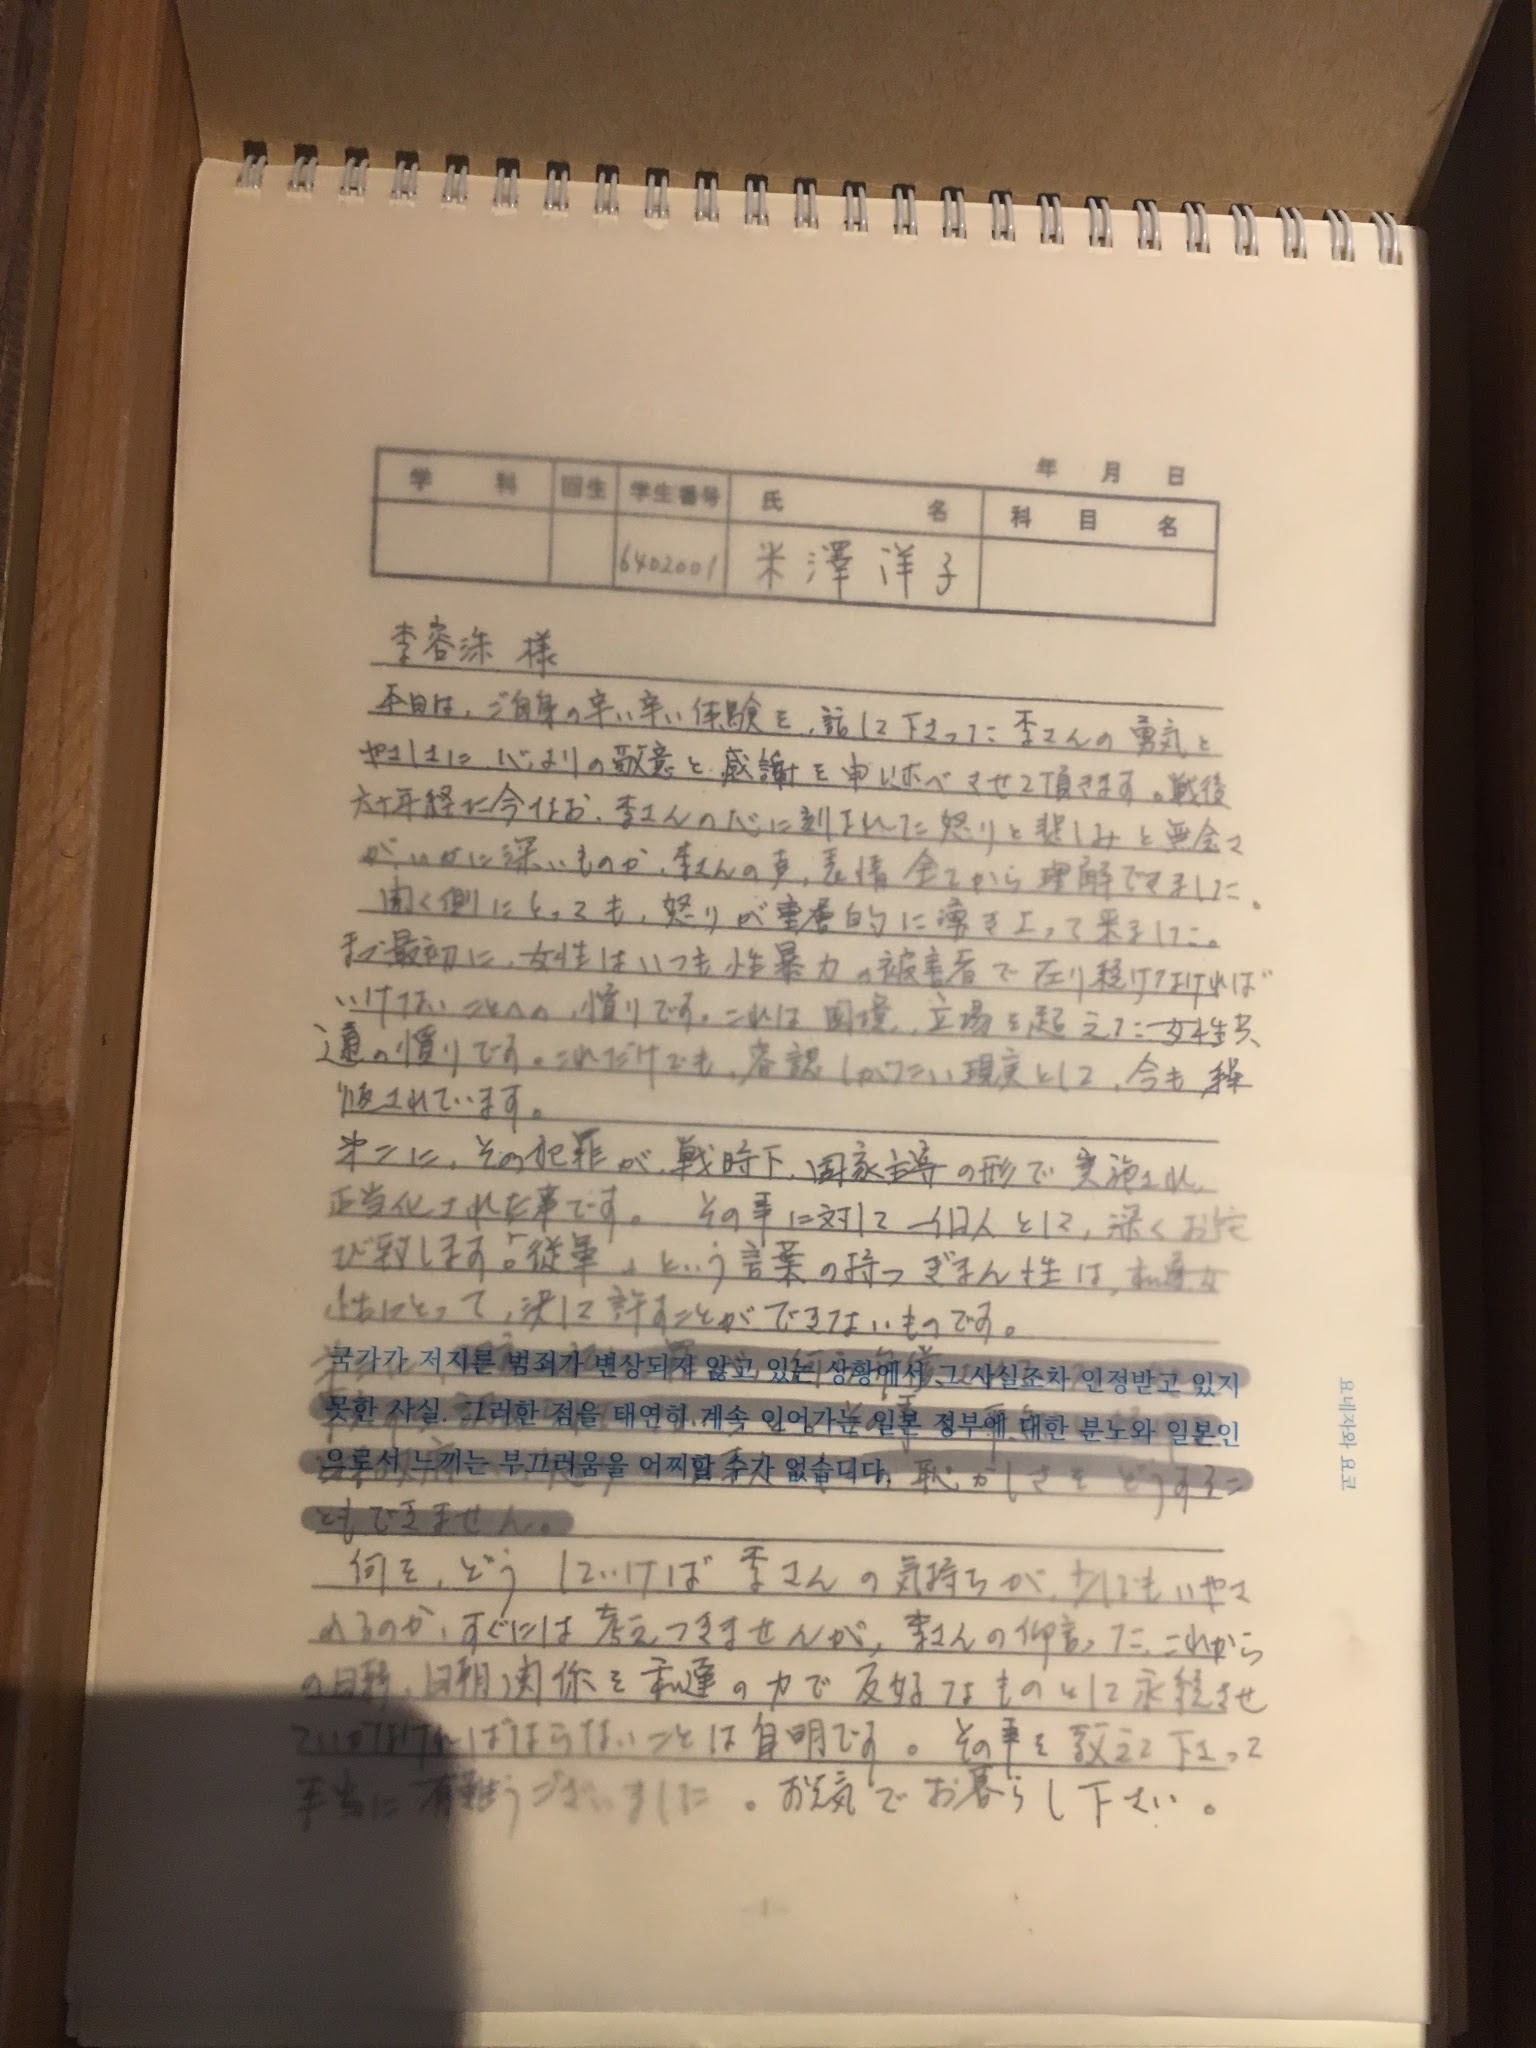 年 月 日
学 科 回生 学生番号 氏 名 科 目 名
6402001 米澤洋子
李容洙 様
本日は、ご自身の辛い辛い体験を、話して下さった李さんの勇気と
やさしさに、心よりの敬意と感謝を申し述べさせて頂きます。戦後
六十年経た今なお、李さんの心に刻まれた怒りと悲しみと無念さ
がいかに深いものか、李さんの声、表情全てから理解できました。
聞く側にとっても、怒りが重層的に湧き上って来ました。
まず最初に、女性はいつも性暴力の被害者で在り続けなければ
いけないことへの憤りです。これは国境、立場を超えた女性共
通の憤りです。これだけでも、容認しがたい現実として、今も繰
り返されています。
第二に、その犯罪が、戦時下、国家主導の形で実施され、
正当化された事です。その事に対して一日本人として、深くお詫
び致します。「従軍」という言葉の持つぎまん性は、私達女
性にとって、決して許すことができないものです。
국가가 저지른 범죄가 변상되지 않고 있는 상황에서 그 사실조차 인정받고 있지
못한 사실. 그러한 점을 태연히 계속 이어가는 일본 정부에 대한 분노와 일본인
으로서 느끼는 부끄러움을 어찌할 수가 없습니다. 恥かしさをどうするこ
ともできません。
何を、どうしていけば李さんの気持ちが、少しでもいやさ
れるのか、すぐには考えつきませんが、李さんの仰言った、これから
の日韓、日朝関係を私達の力で友好なものとして永続させ
ていかなければならないことは自明です。その事を教えて下さって
本当に有難うございました。お元気でお暮らし下さい。
요네자와 요코